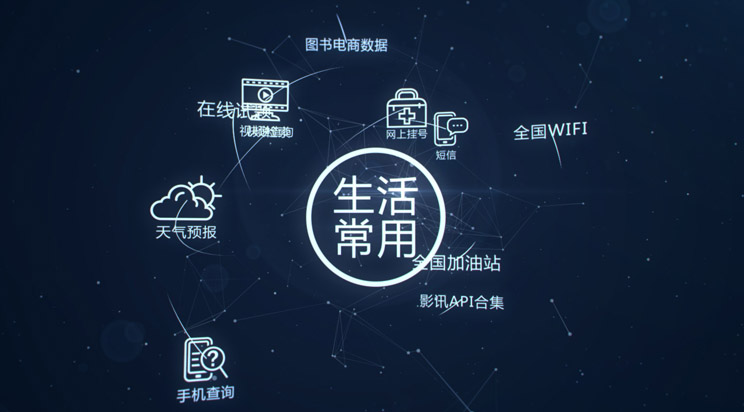 图书电商数据
在线试题
网上挂号
短信
全国WIFI
生活
常用
天气预报
全国加油站
影讯API合集
手机查询